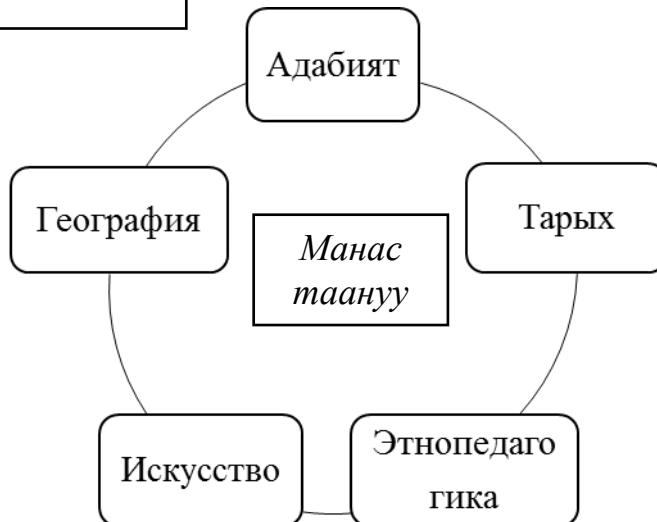 Адабият
География
Тарых
Манас
таануу
Искусство
Этнопедаго
гика